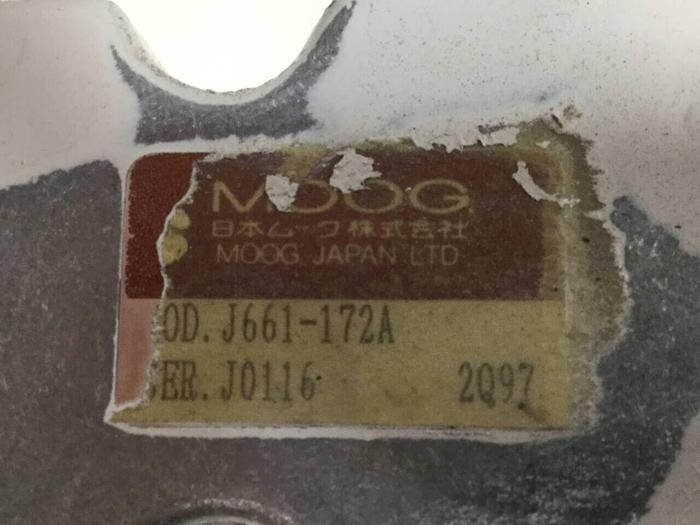 MOOG
日本ムーグ株式会社
MOOG JAPAN LTD
OD. J661-172A
ER. J0116 2Q97